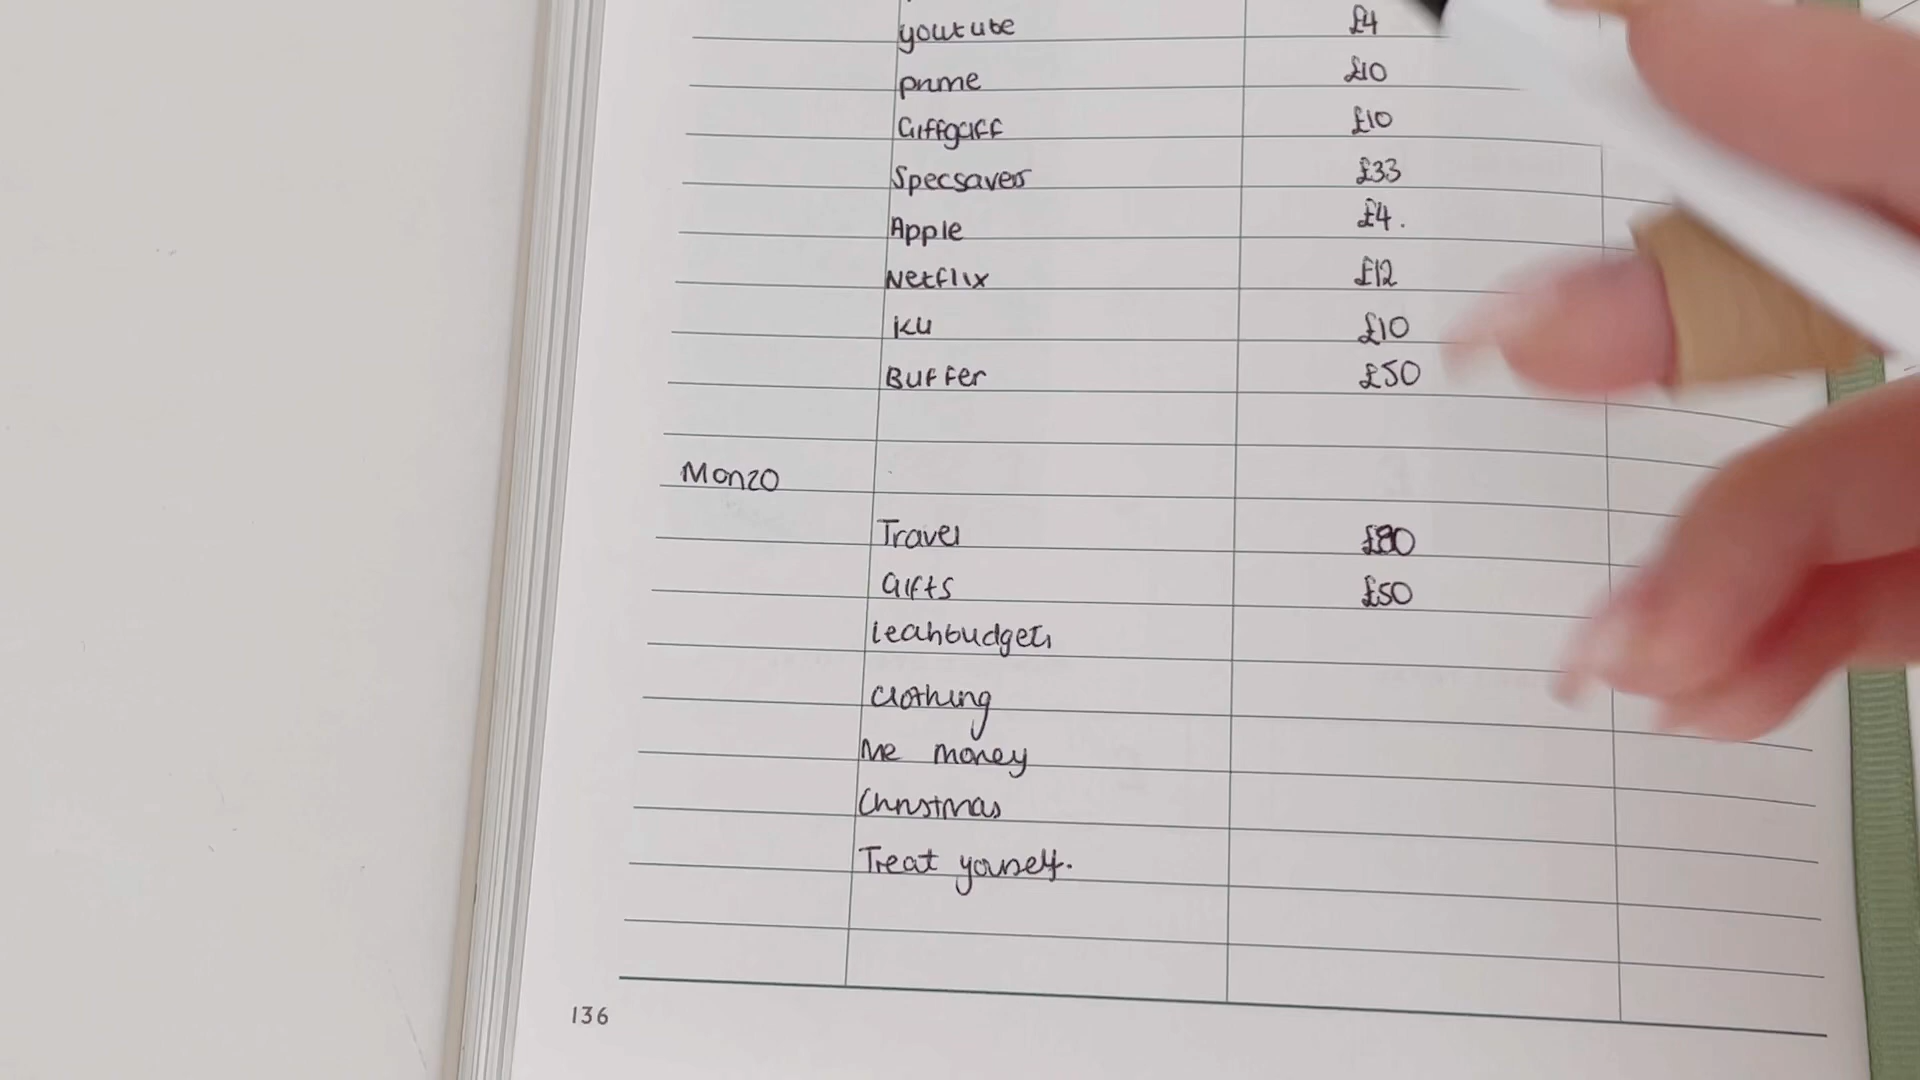 youtube £4
prime £10
Giffgaff £10
Specsavers £33
Apple £4.
Netflix £12
KU £10
Buffer £50
Monzo
Travel £80
Gifts £50
leahbudgets
Clothing
Me money
Christmas
Treat yourself.
136